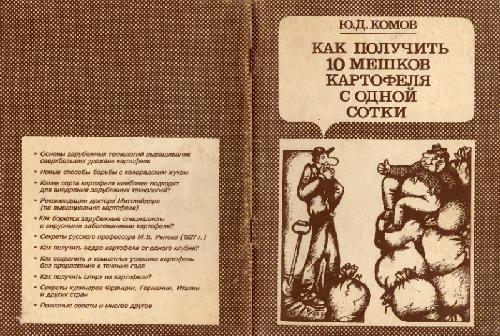 Ю.Д. КОМОВ
КАК ПОЛУЧИТЬ
10 МЕШКОВ
КАРТОФЕЛЯ
С ОДНОЙ
СОТКИ
• Основы зарубежных технологий выращивания
сверхбольших урожаев картофеля
• Новые способы борьбы с колорадским жуком
• Какие сорта картофеля наиболее подходят
для внедрения зарубежных технологий?
• Рекомендации доктора Миттлайдера
(по выращиванию картофеля)
• Как борются зарубежные специалисты
с вирусными заболеваниями картофеля?
• Секреты русского профессора М.В. Рытова (1927 г.)
• Как получить ведро картофеля от одного клубня?
• Как сохранить в комнатных условиях картофель
без прорастания в течение года
• Как получить спирт из картофеля?
• Секреты кулинаров Франции, Германии, Италии
и других стран
• Полезные советы и многое другое